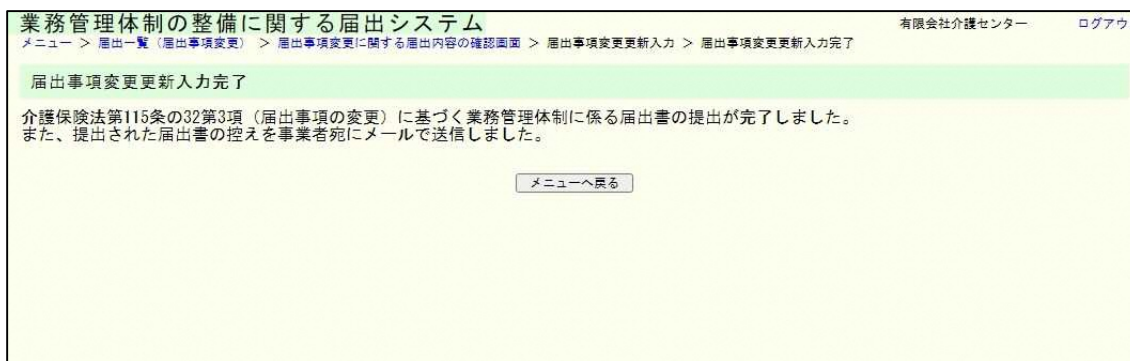 業務管理体制の整備に関する届出システム
有限会社介護センター
ログアウ
メニュー > 届出一覧（届出事項変更） > 届出事項変更に関する届出内容の確認画面 > 届出事項変更更新入力 > 届出事項変更更新入力完了
届出事項変更更新入力完了
介護保険法第115条の32第3項（届出事項の変更）に基づく業務管理体制に係る届出書の提出が完了しました。
また、提出された届出書の控えを事業者宛にメールで送信しました。
メニューへ戻る